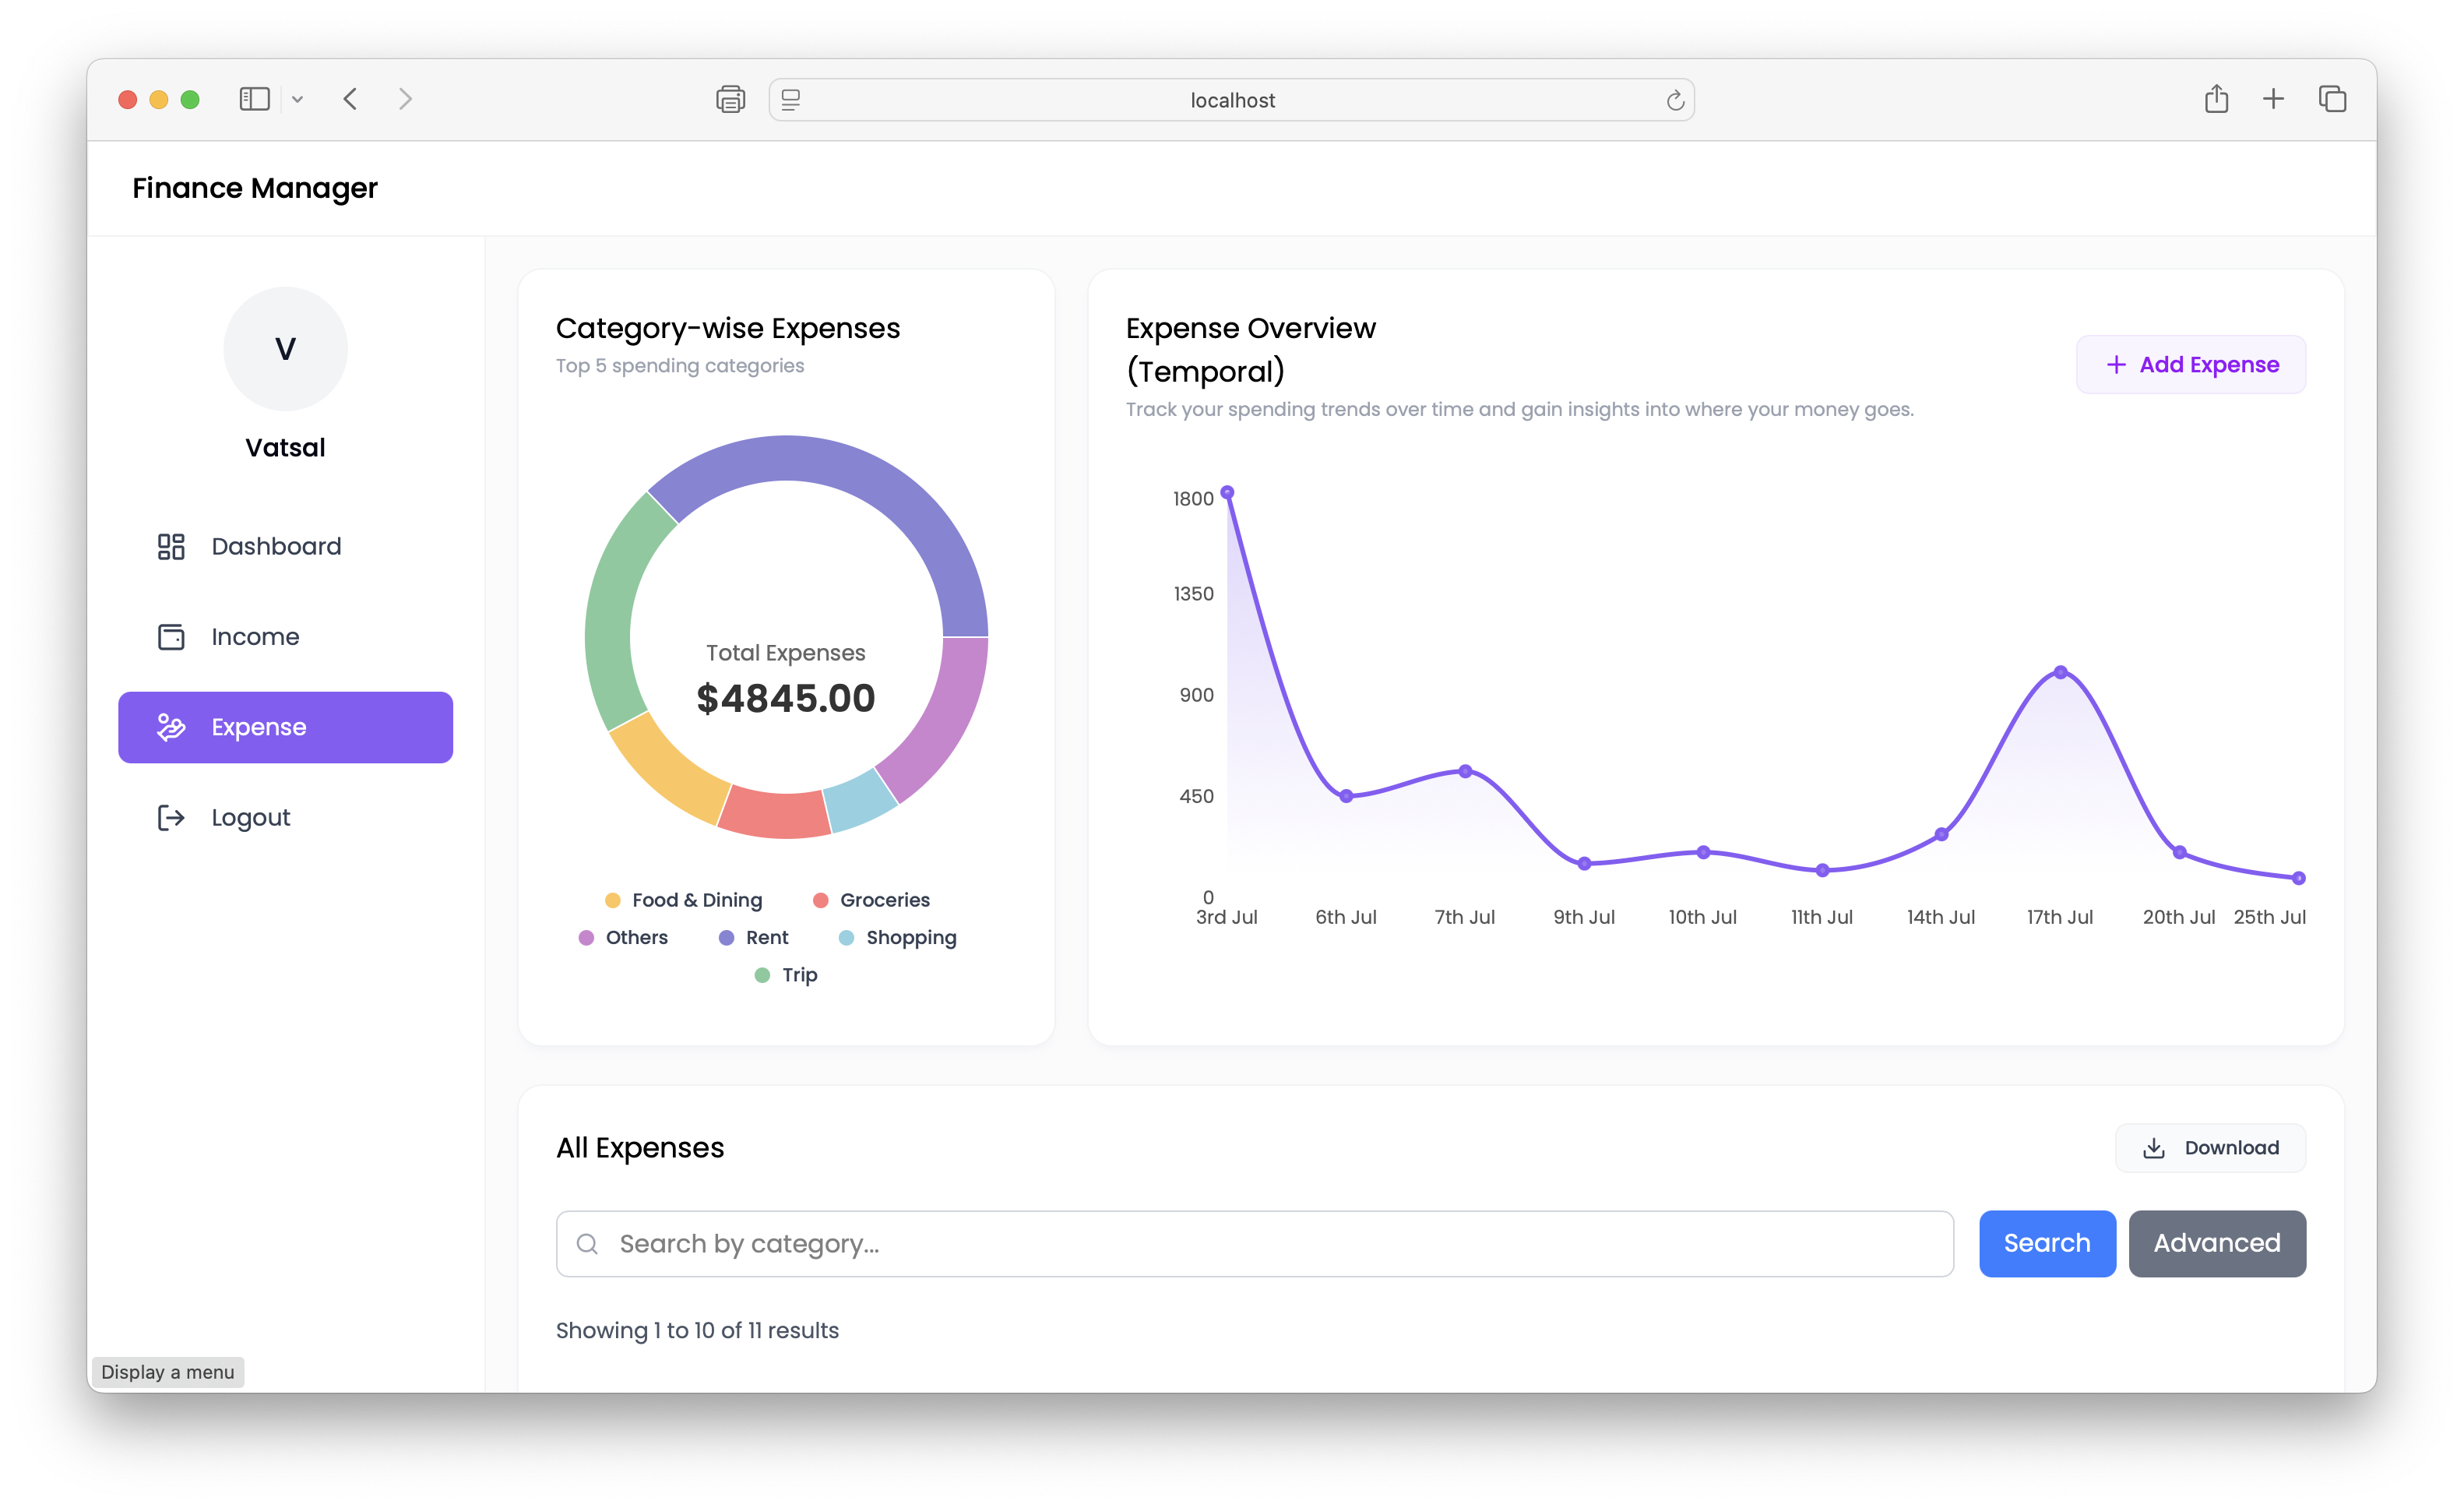 localhost
Finance Manager
V
Vatsal
Dashboard
Income
Expense
Logout
Category-wise Expenses
Top 5 spending categories
Total Expenses
$4845.00
Food & Dining
Groceries
Others
Rent
Shopping
Trip
Expense Overview
(Temporal)
Track your spending trends over time and gain insights into where your money goes.
Add Expense
1800
1350
900
450
0
3rd Jul
6th Jul
7th Jul
9th Jul
10th Jul
11th Jul
14th Jul
17th Jul
20th Jul
25th Jul
All Expenses
Download
Search by category...
Search
Advanced
Showing 1 to 10 of 11 results
Display a menu